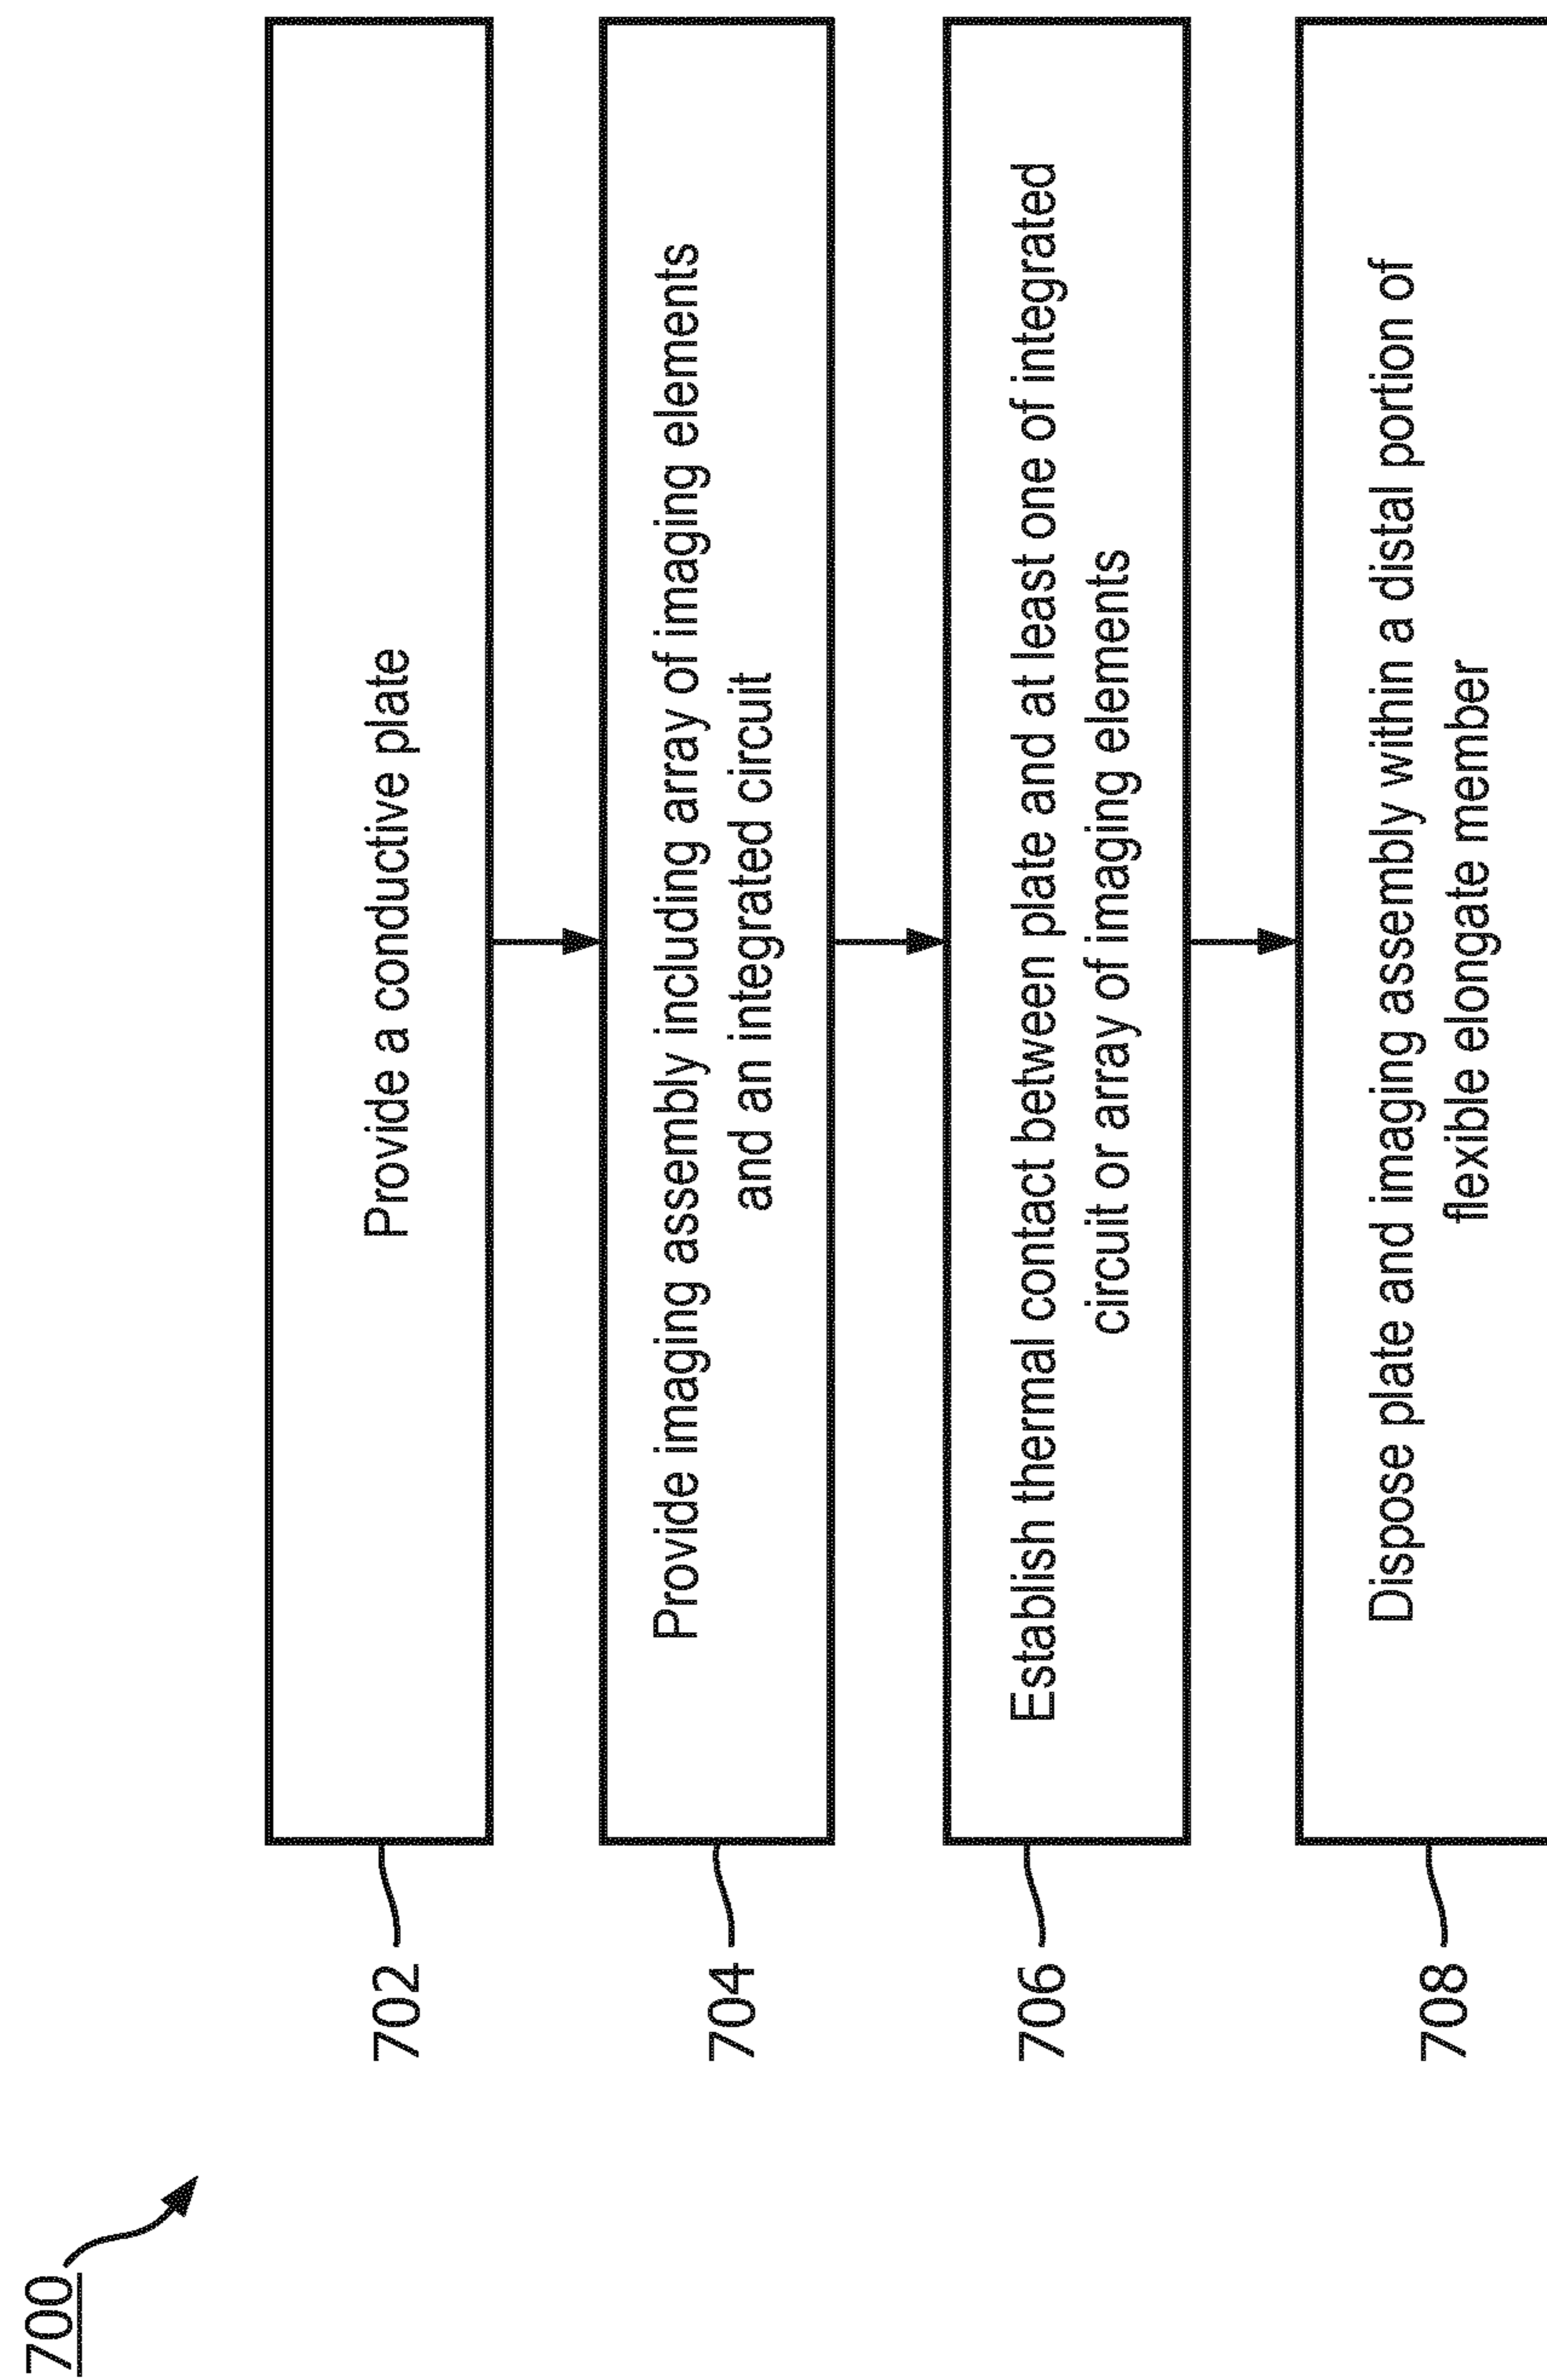 700
702
Provide a conductive plate
704
Provide imaging assembly including array of imaging elements
and an integrated circuit
706
Establish thermal contact between plate and at least one of integrated
circuit or array of imaging elements
708
Dispose plate and imaging assembly within a distal portion of
flexible elongate member